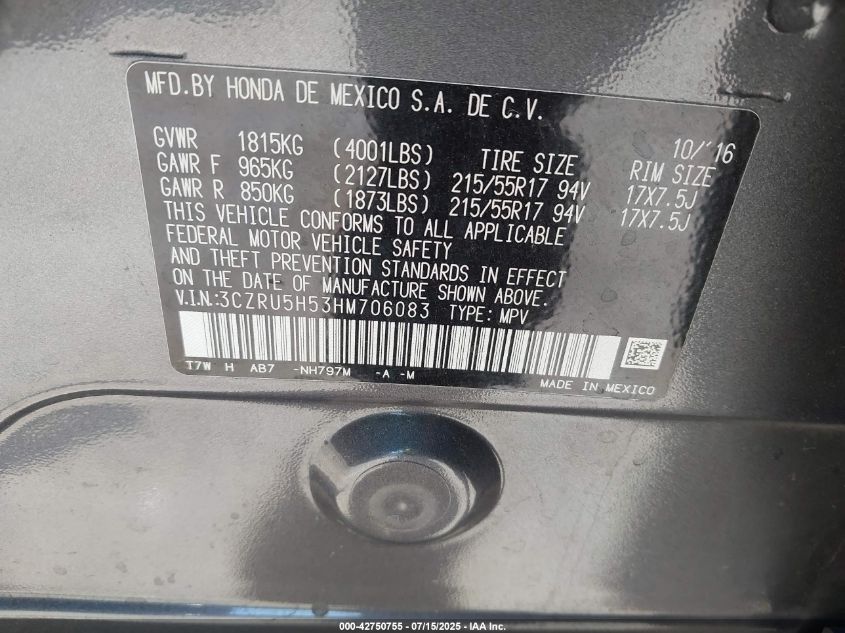 MFD.BY HONDA DE MEXICO S.A. DE C.V.
10/'16
GVWR 1815KG (4001LBS) TIRE SIZE RIM SIZE
GAWR F 965KG (2127LBS) 215/55R17 94V 17X7.5J
GAWR R 850KG (1873LBS) 215/55R17 94V 17X7.5J
THIS VEHICLE CONFORMS TO ALL APPLICABLE
FEDERAL MOTOR VEHICLE SAFETY
AND THEFT PREVENTION STANDARDS IN EFFECT
ON THE DATE OF MANUFACTURE SHOWN ABOVE.
V.I.N:3CZRU5H53HM706083 TYPE: MPV
T7W H AB7 -NH797M -A -M
MADE IN MEXICO
000-42750755 - 07/15/2025 - IAA Inc.